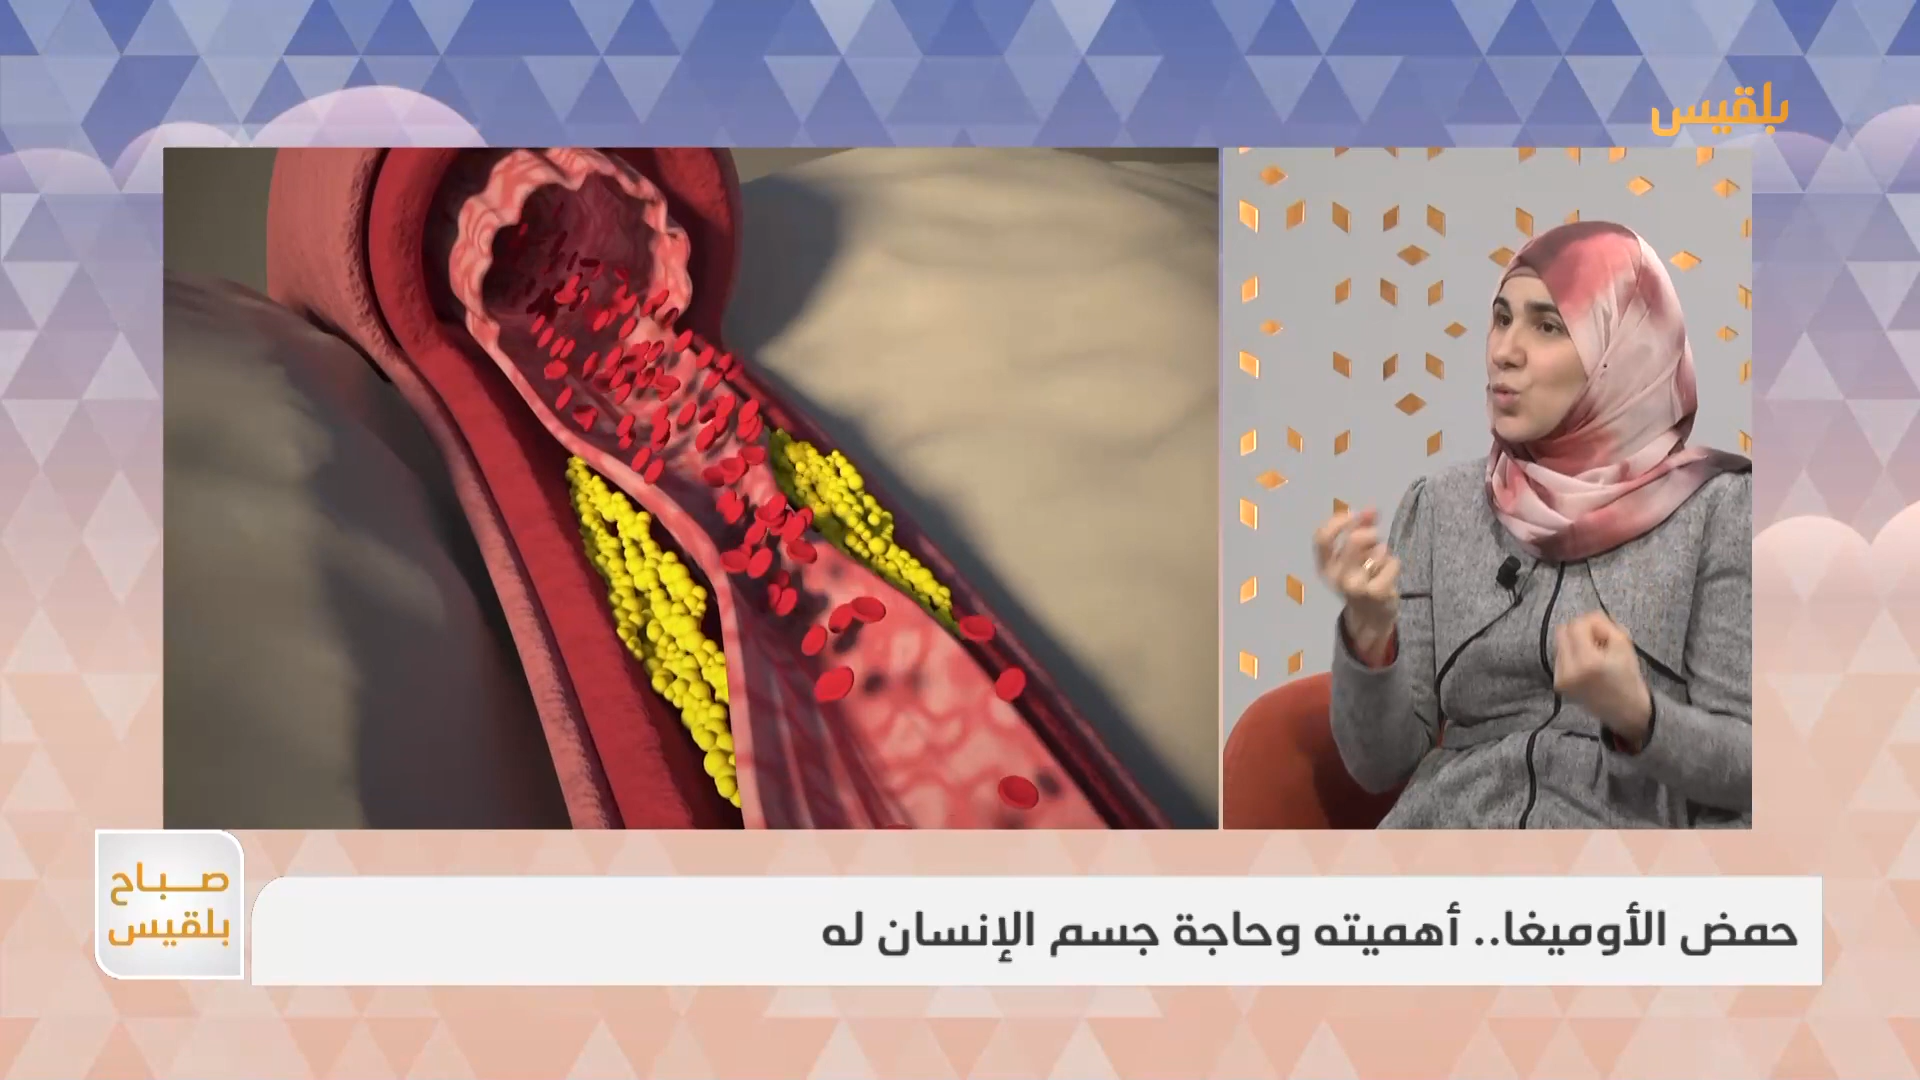 بلقيس
حمض الأوميغا.. أهميته وحاجة جسم الإنسان له
صباح
بلقيس